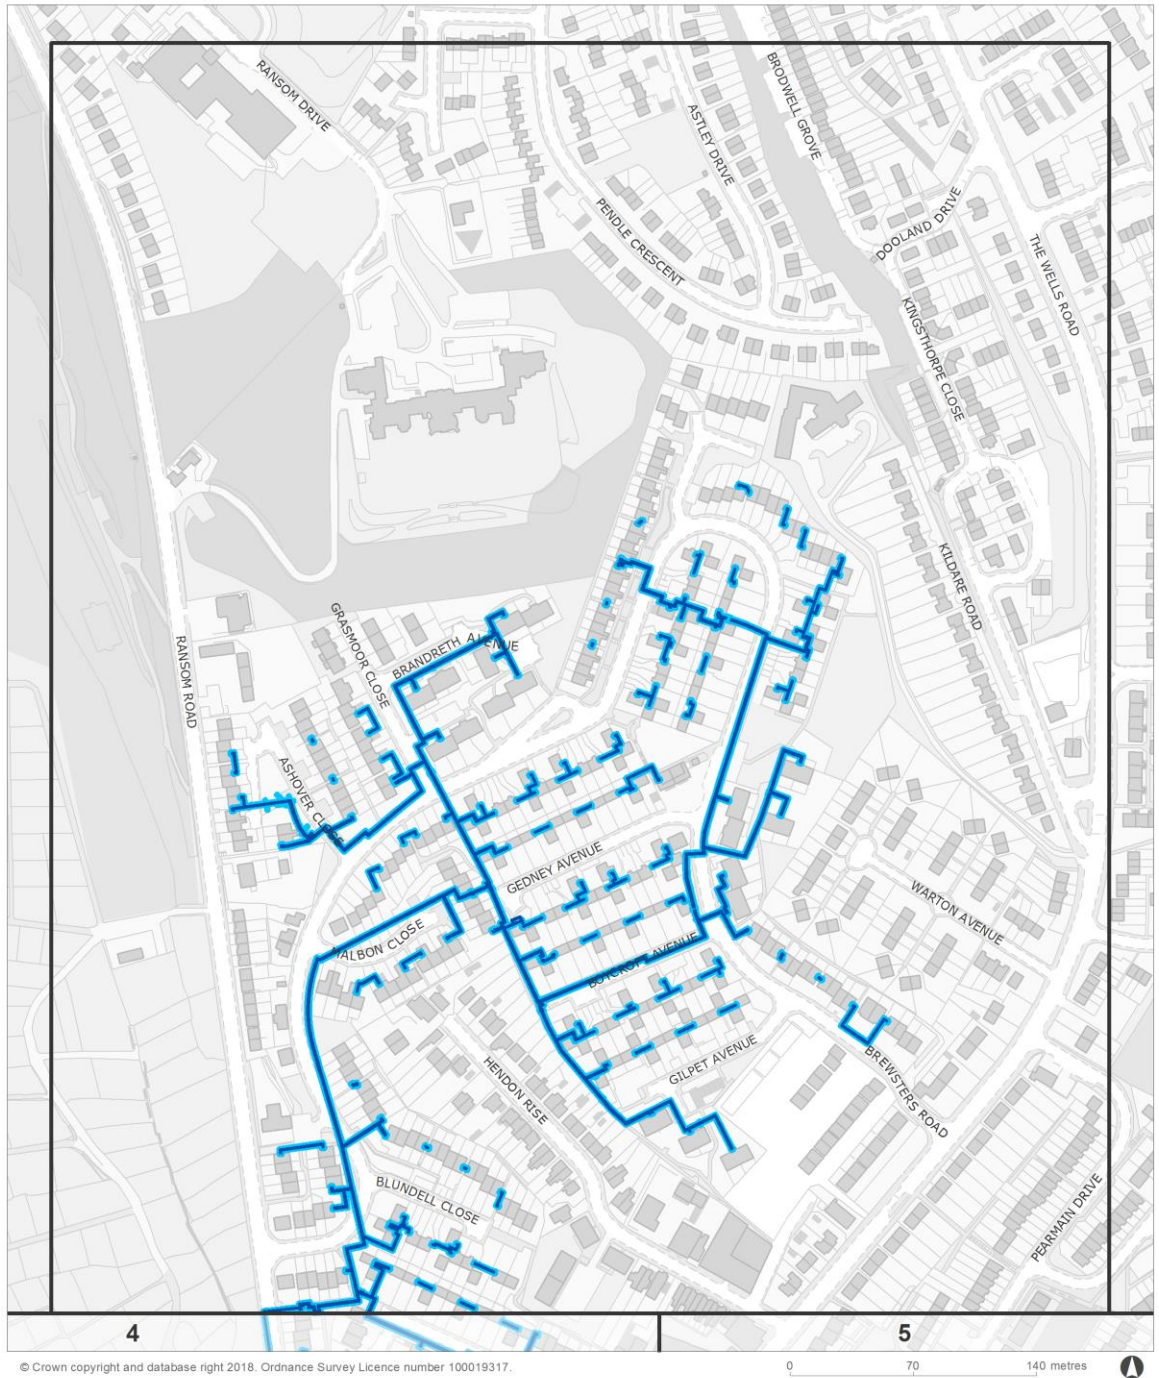 RANSOM DRIVE
BRODWELL GROVE
ASTLEY DRIVE
PENDLE CRESCENT
DOOLAND DRIVE
THE WELLS ROAD
KINGSTHORPE CLOSE
KILDARE ROAD
GRASMOOR CLOSE
BRANDRETH AVENUE
RANSOM ROAD
ASHOVER CLOSE
GEDNEY AVENUE
WARTON AVENUE
MALBON CLOSE
BOYCROFT AVENUE
HENDON RISE
GILPET AVENUE
BREWSTERS ROAD
BLUNDELL CLOSE
PEARMAIN DRIVE
4
5
© Crown copyright and database right 2018. Ordnance Survey Licence number 100019317.
0 70 140 metres